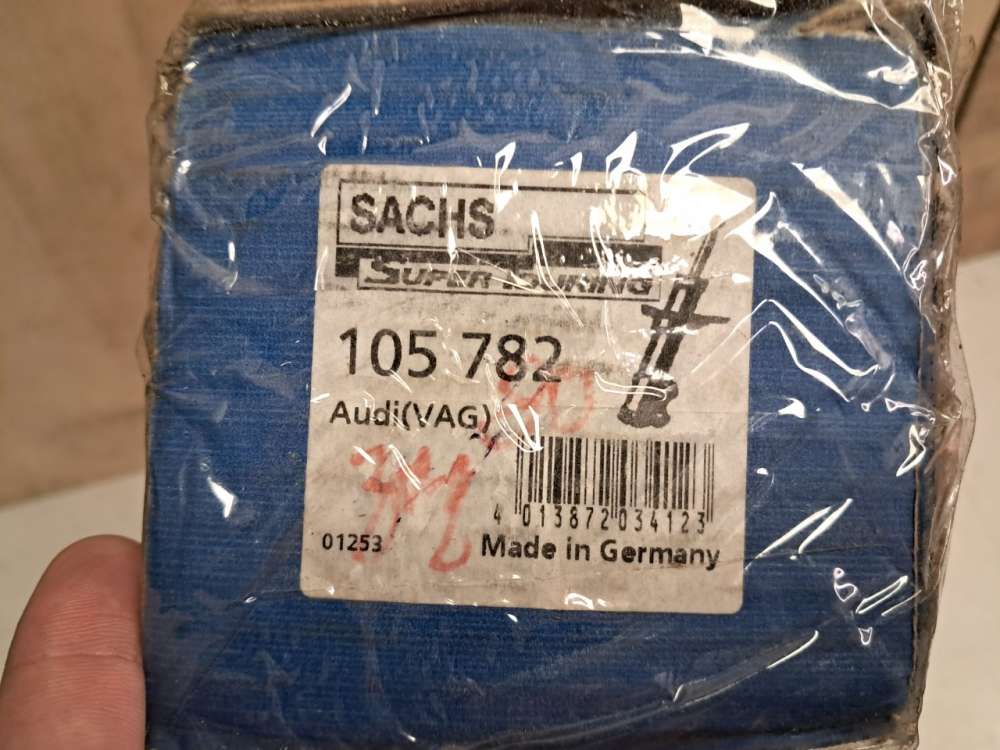 SACHS
SUPER-TOURING
105 782
Audi(VAG)
4 013872 034123
01253
Made in Germany